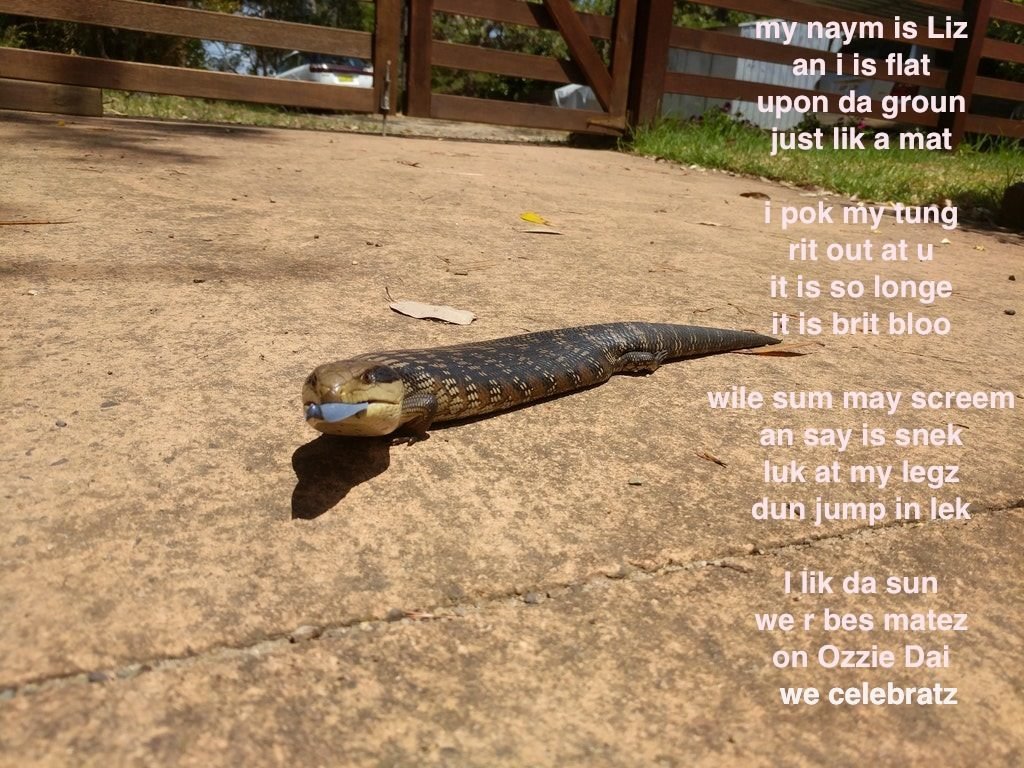 my naym is Liz
an i is flat
upon da groun
just lik a mat
i pok my tung
rit out at u
it is so longe
it is brit bloo
wile sum may screem
an say is snek
luk at my legz
dun jump in lek
I lik da sun
we r bes matez
on Ozzie Dai
we celebratz